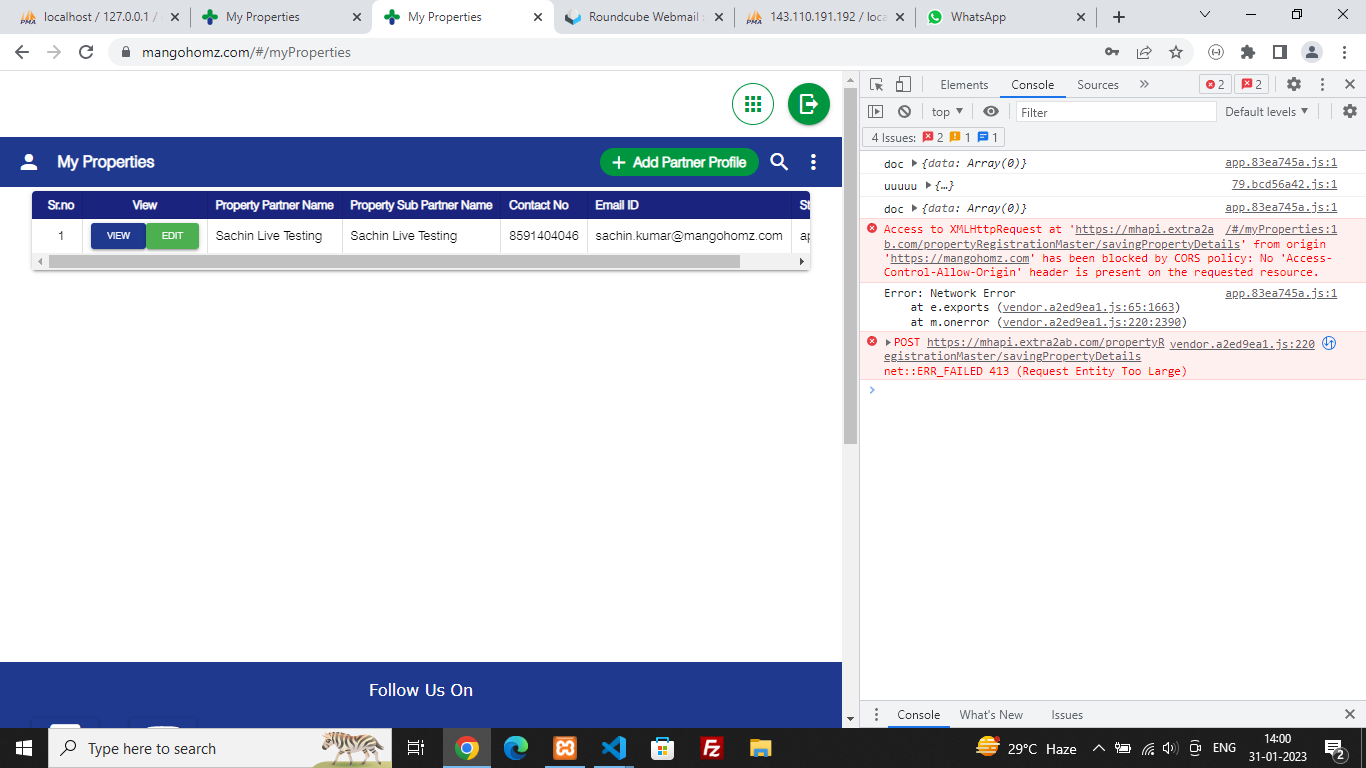 localhost / 127.0.0.1 /
My Properties
My Properties
Roundcube Webmail
143.110.191.192 / loca
WhatsApp
mangohomz.com/#/myProperties
My Properties
Add Partner Profile
Sr.no View Property Partner Name Property Sub Partner Name Contact No Email ID St
1 VIEW EDIT Sachin Live Testing Sachin Live Testing 8591404046 sachin.kumar@mangohomz.com ap
Follow Us On
Elements Console Sources » 2 2
top Filter Default levels
4 Issues: 2 1 1
doc {data: Array(0)} app.83ea745a.js:1
uuuuu {…} 79.bcd56a42.js:1
doc {data: Array(0)} app.83ea745a.js:1
Access to XMLHttpRequest at 'https://mhapi.extra2a /#/myProperties:1
b.com/propertyRegistrationMaster/savingPropertyDetails' from origin
'https://mangohomz.com' has been blocked by CORS policy: No 'Access-
Control-Allow-Origin' header is present on the requested resource.
Error: Network Error app.83ea745a.js:1
at e.exports (vendor.a2ed9ea1.js:65:1663)
at m.onerror (vendor.a2ed9ea1.js:220:2390)
POST https://mhapi.extra2ab.com/propertyR vendor.a2ed9ea1.js:220
egistrationMaster/savingPropertyDetails
net::ERR_FAILED 413 (Request Entity Too Large)
Console What's New Issues
Type here to search
29°C Haze
ENG
14:00
31-01-2023
2